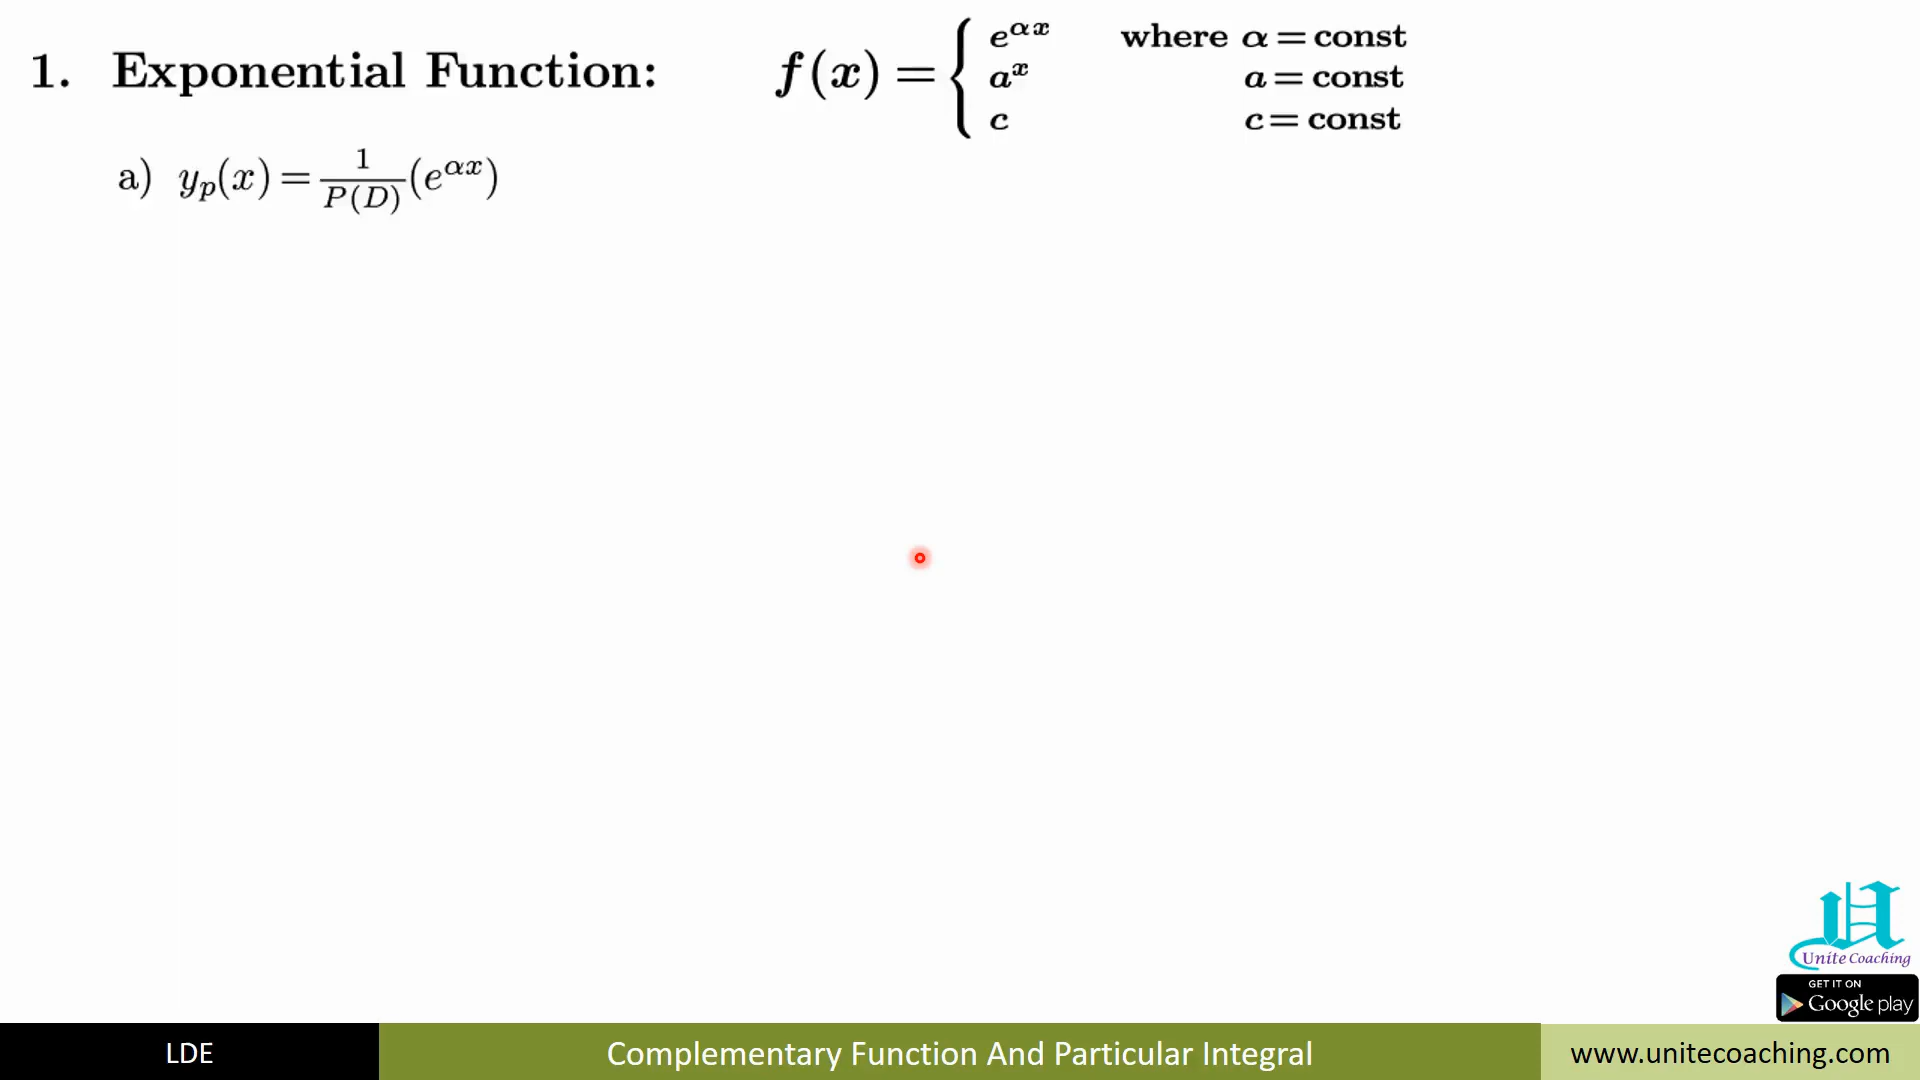 1. Exponential Function: f(x) = { e^{αx} where α = const
a^x a = const
c c = const
a) y_p(x) = 1/P(D) (e^{αx})
Unite Coaching
GET IT ON
Google play
LDE Complementary Function And Particular Integral www.unitecoaching.com